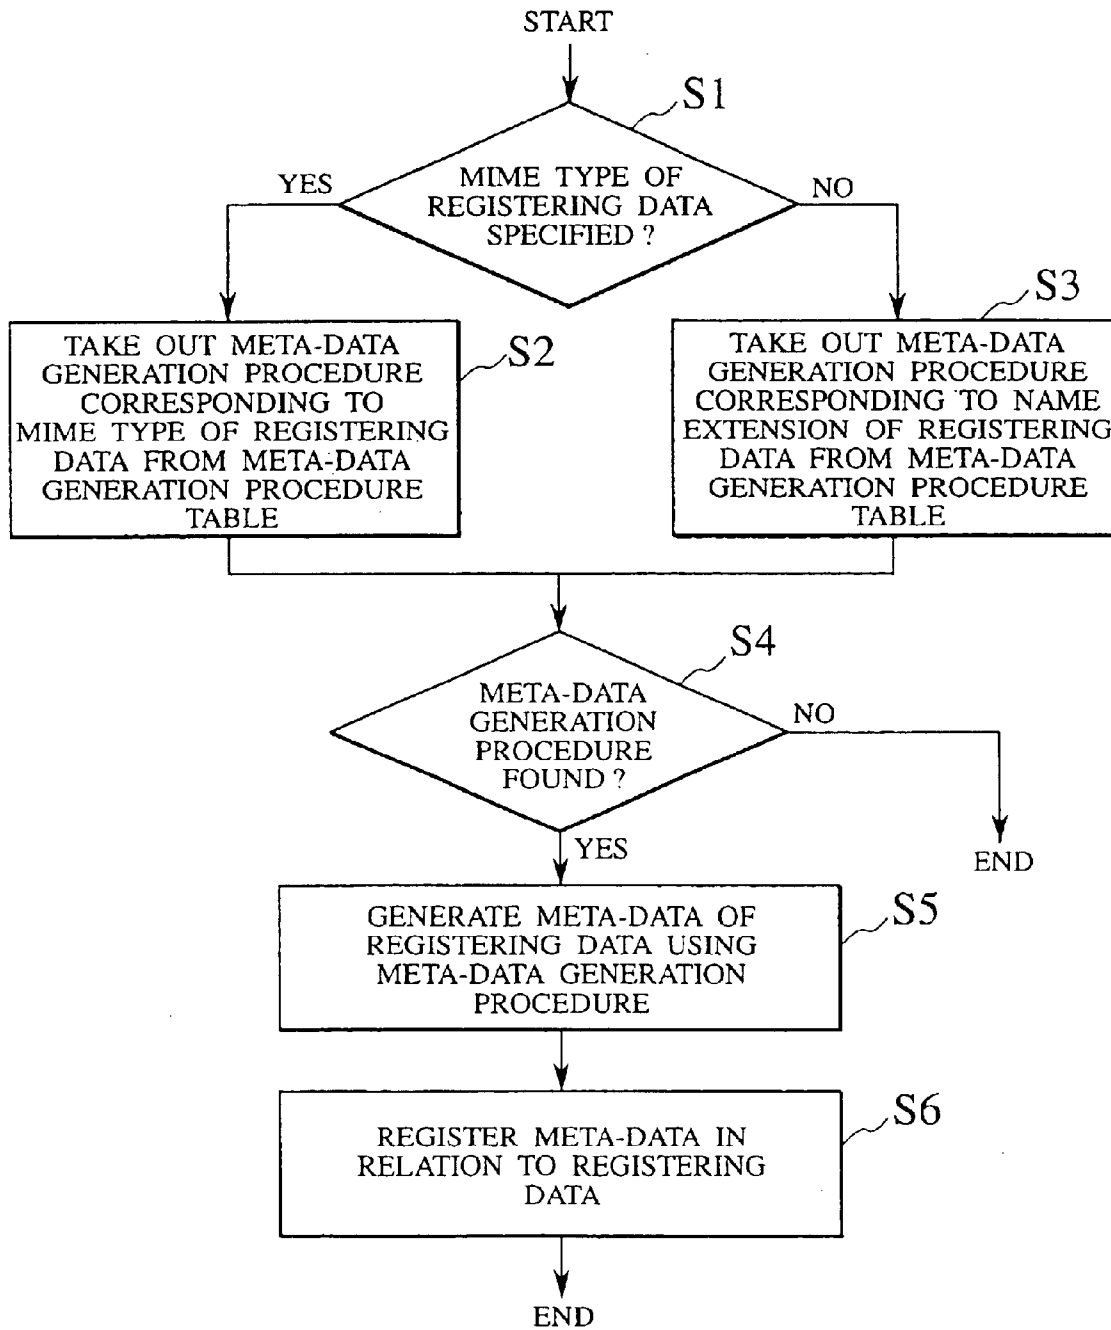 START
S1
MIME TYPE OF
REGISTERING DATA
SPECIFIED ?
YES
NO
S2
TAKE OUT META-DATA
GENERATION PROCEDURE
CORRESPONDING TO
MIME TYPE OF REGISTERING
DATA FROM META-DATA
GENERATION PROCEDURE
TABLE
S3
TAKE OUT META-DATA
GENERATION PROCEDURE
CORRESPONDING TO NAME
EXTENSION OF REGISTERING
DATA FROM META-DATA
GENERATION PROCEDURE
TABLE
S4
META-DATA
GENERATION
PROCEDURE
FOUND ?
NO
END
YES
S5
GENERATE META-DATA OF
REGISTERING DATA USING
META-DATA GENERATION
PROCEDURE
S6
REGISTER META-DATA IN
RELATION TO REGISTERING
DATA
END